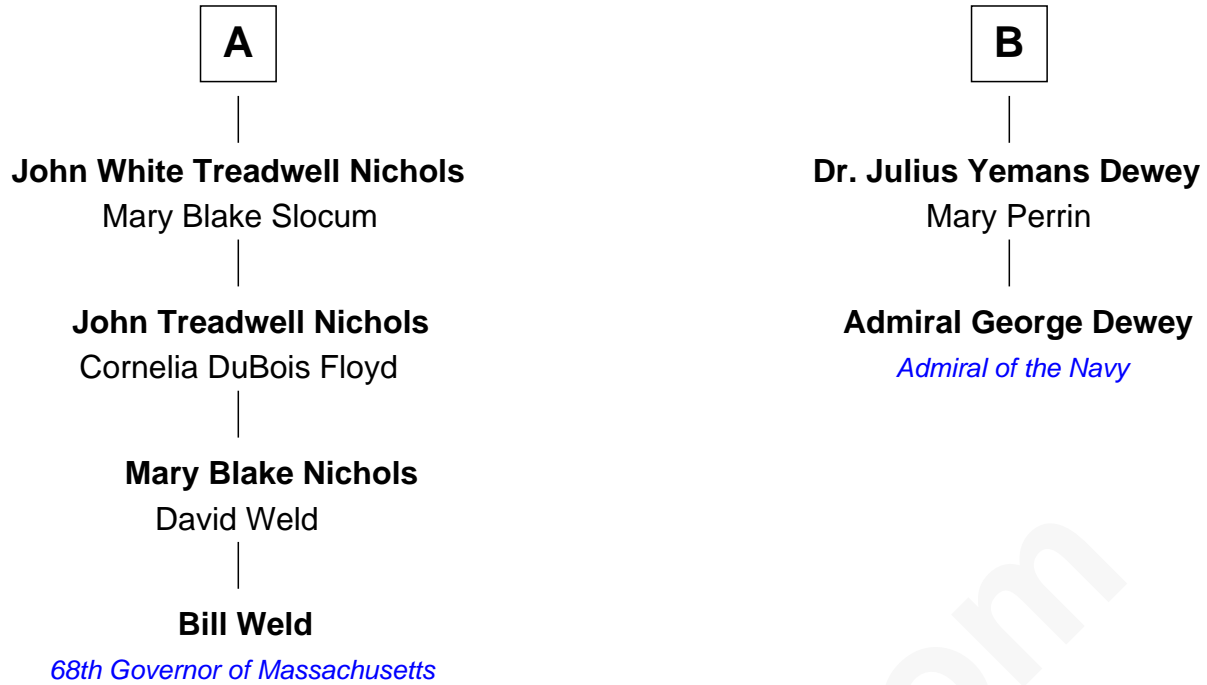 A
John White Treadwell Nichols
Mary Blake Slocum
John Treadwell Nichols
Cornelia DuBois Floyd
Mary Blake Nichols
David Weld
Bill Weld
68th Governor of Massachusetts
B
Dr. Julius Yemans Dewey
Mary Perrin
Admiral George Dewey
Admiral of the Navy
om